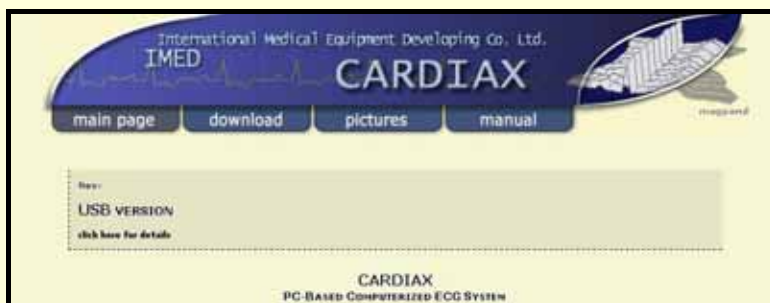 International Medical Equipment Developing Co. Ltd.
IMED
CARDIAX
main page download pictures manual
USB VERSION
click here for details
CARDIAX
PC-BASED COMPUTERIZED ECG SYSTEM